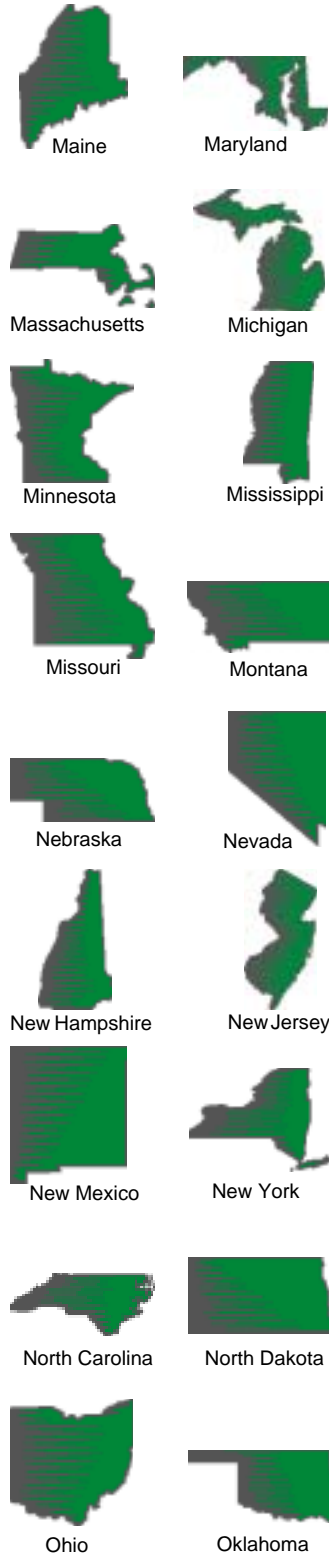 Maine
Maryland
Massachusetts
Michigan
Minnesota
Mississippi
Missouri
Montana
Nebraska
Nevada
New Hampshire
New Jersey
New Mexico
New York
North Carolina
North Dakota
Ohio
Oklahoma